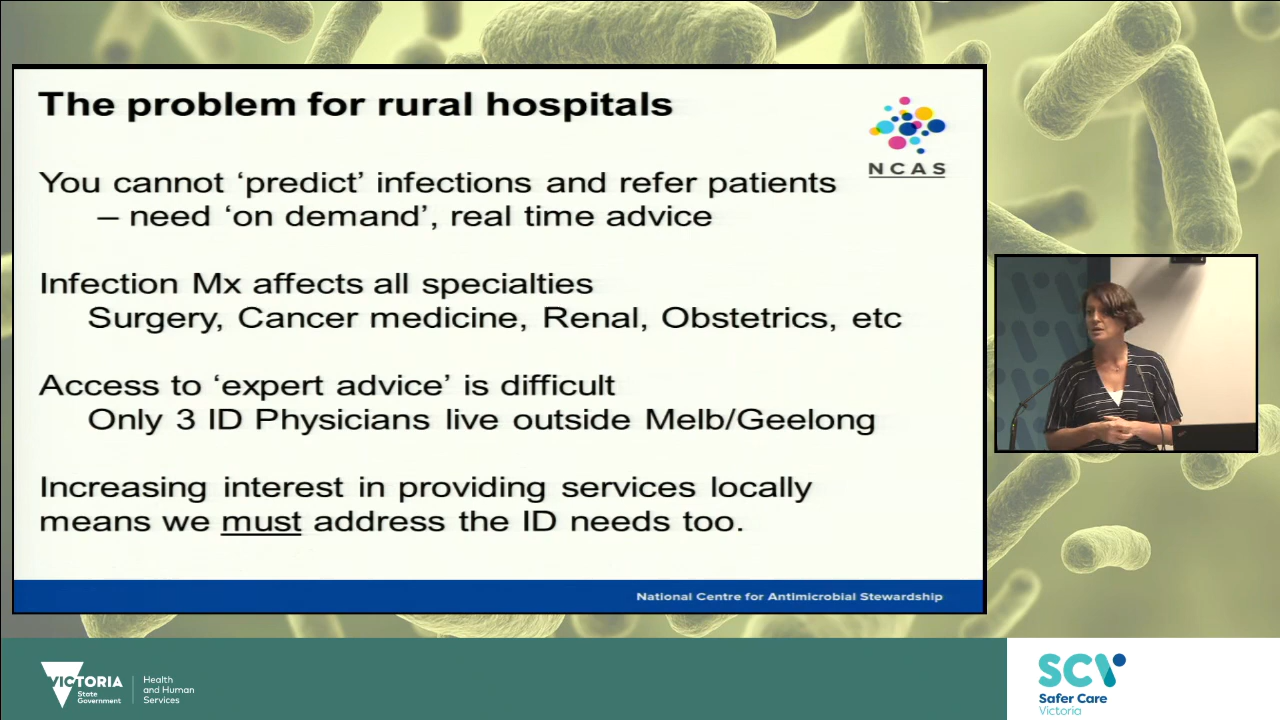 The problem for rural hospitals
NCAS
You cannot ‘predict’ infections and refer patients
– need ‘on demand’, real time advice
Infection Mx affects all specialties
Surgery, Cancer medicine, Renal, Obstetrics, etc
Access to ‘expert advice’ is difficult
Only 3 ID Physicians live outside Melb/Geelong
Increasing interest in providing services locally
means we must address the ID needs too.
National Centre for Antimicrobial Stewardship
VICTORIA
State
Government
Health
and Human
Services
SCV
Safer Care
Victoria